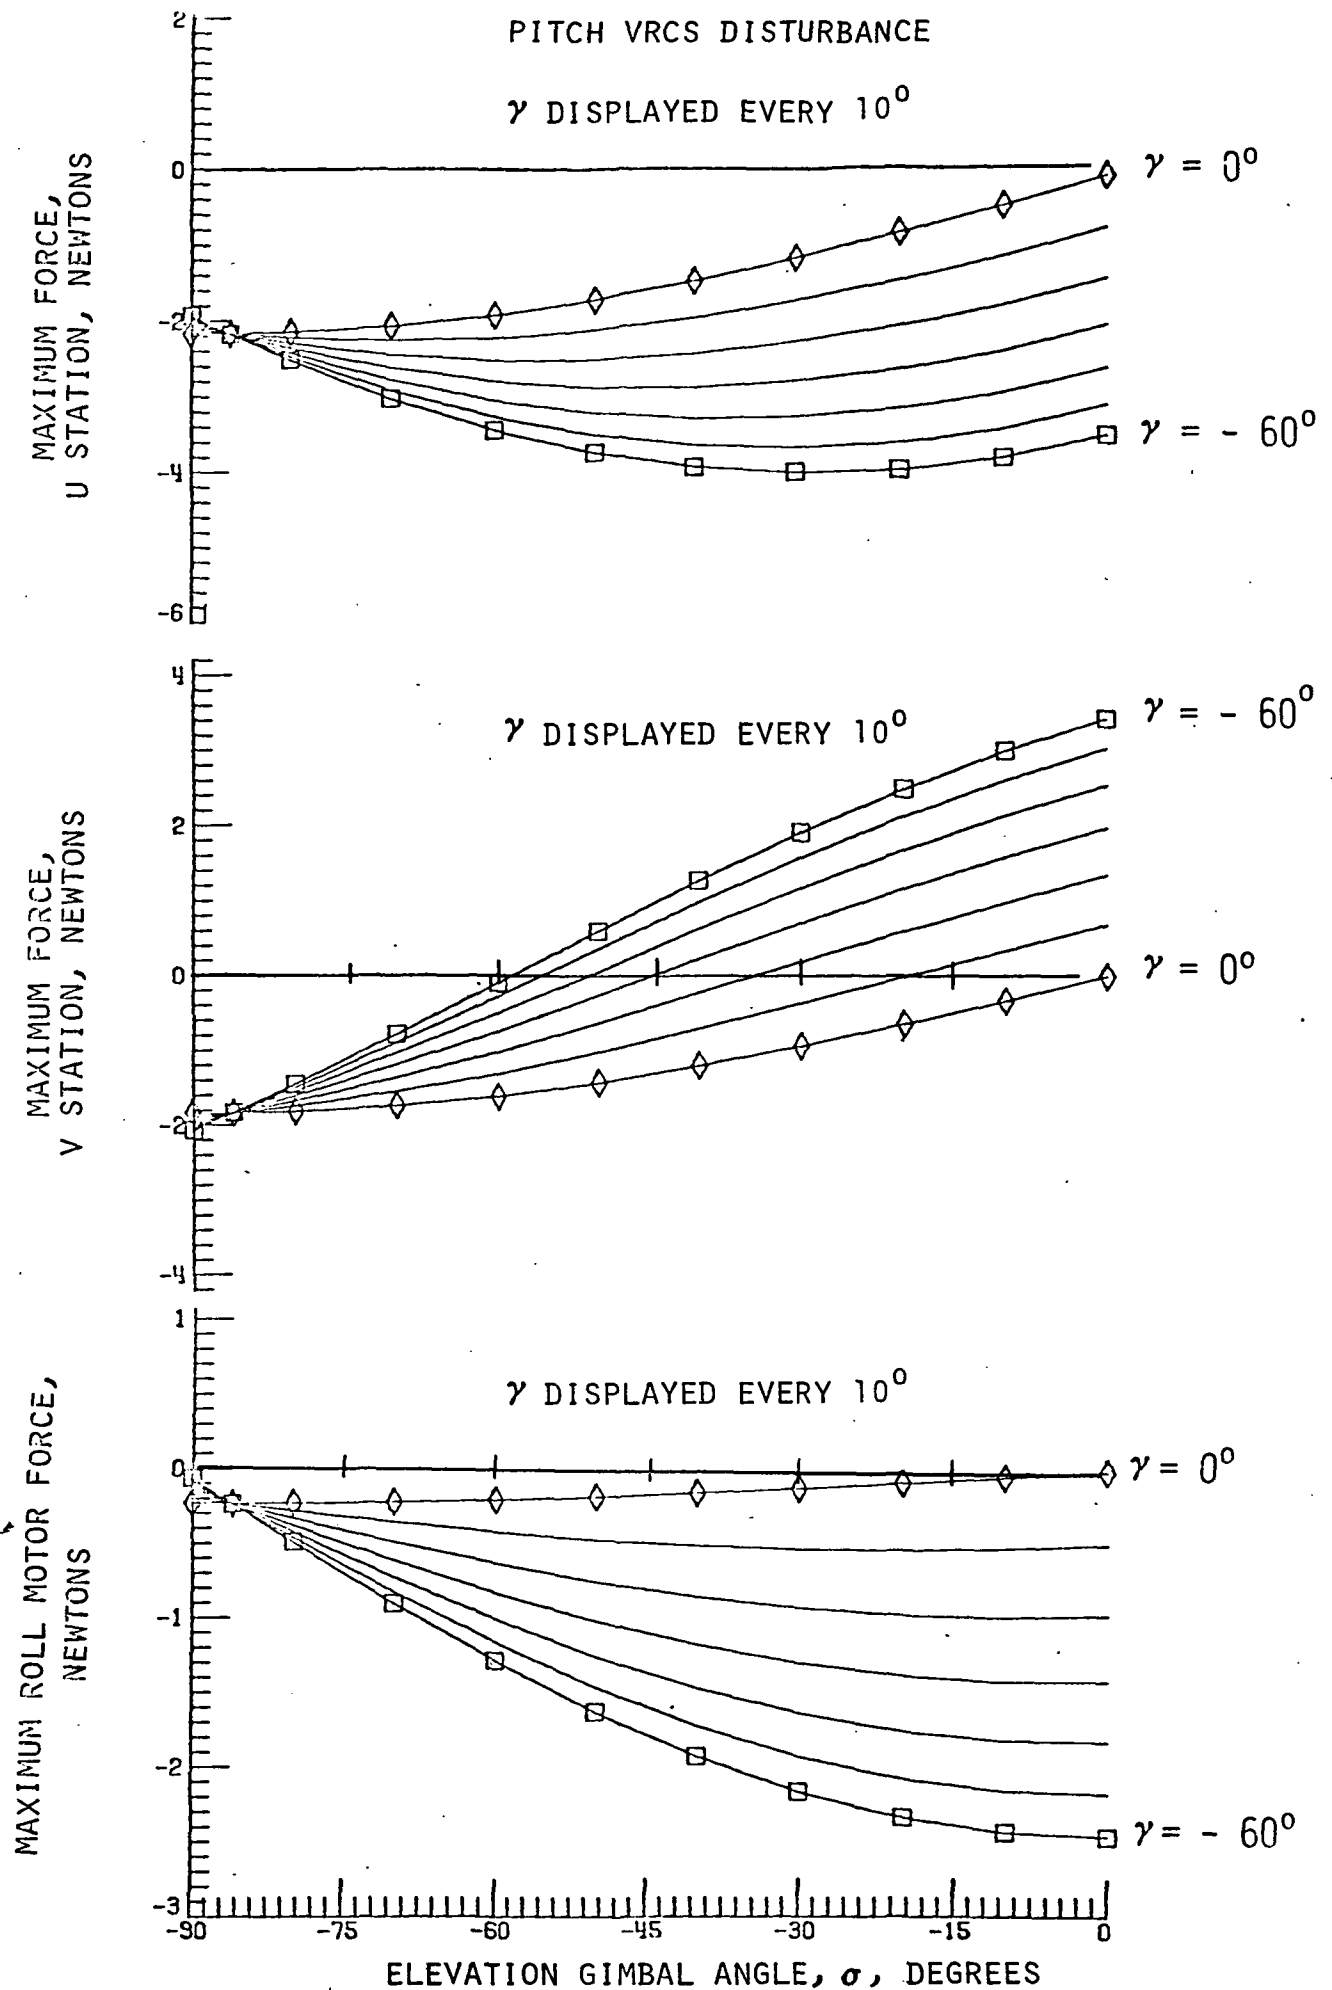 PITCH VRCS DISTURBANCE
γ DISPLAYED EVERY 10°
MAXIMUM FORCE,
U STATION, NEWTONS
2
0
-2
-4
-6
γ = 0°
γ = - 60°
γ DISPLAYED EVERY 10°
MAXIMUM FORCE,
V STATION, NEWTONS
4
2
0
-2
-4
γ = - 60°
γ = 0°
γ DISPLAYED EVERY 10°
MAXIMUM ROLL MOTOR FORCE,
NEWTONS
1
0
-1
-2
-3
γ = 0°
γ = - 60°
-90 -75 -60 -45 -30 -15 0
ELEVATION GIMBAL ANGLE, σ, DEGREES